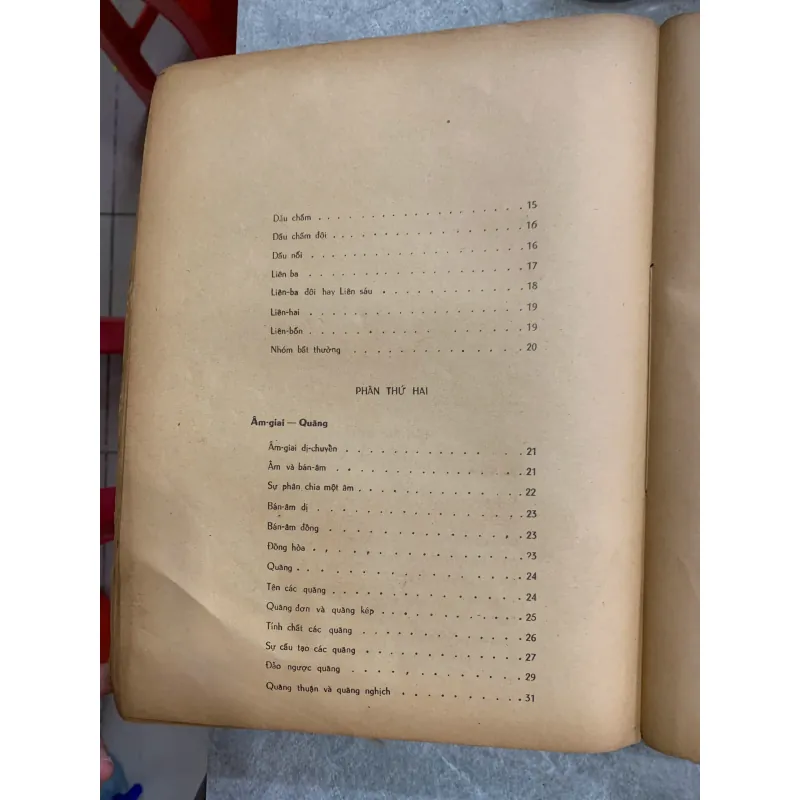 Dấu chấm . . . . . . . . . . . . . . . . . . 15
Dấu chấm đôi . . . . . . . . . . . . . . . . . 16
Dấu nối . . . . . . . . . . . . . . . . . . 16
Liên ba . . . . . . . . . . . . . . . . . . 17
Liên-ba đôi hay Liên sáu . . . . . . . . . . . . . 18
Liên-hai . . . . . . . . . . . . . . . . . . 19
Liên-bốn . . . . . . . . . . . . . . . . . . 19
Nhóm bất thường . . . . . . . . . . . . . . . 20
PHẦN THỨ HAI
Âm-giai — Quãng
Âm-giai dị-chuyển . . . . . . . . . . . . . . . 21
Âm và bán-âm . . . . . . . . . . . . . . . . 21
Sự phân chia một âm . . . . . . . . . . . . . . 22
Bán-âm dị . . . . . . . . . . . . . . . . . 23
Bán-âm đồng . . . . . . . . . . . . . . . . 23
Đồng hòa . . . . . . . . . . . . . . . . . 23
Quãng . . . . . . . . . . . . . . . . . . 24
Tên các quãng . . . . . . . . . . . . . . . . 24
Quãng đơn và quãng kép . . . . . . . . . . . . 25
Tính chất các quãng . . . . . . . . . . . . . . 26
Sự cấu tạo các quãng . . . . . . . . . . . . . . 27
Đảo ngược quãng . . . . . . . . . . . . . . . 29
Quãng thuận và quãng nghịch . . . . . . . . . . . 31